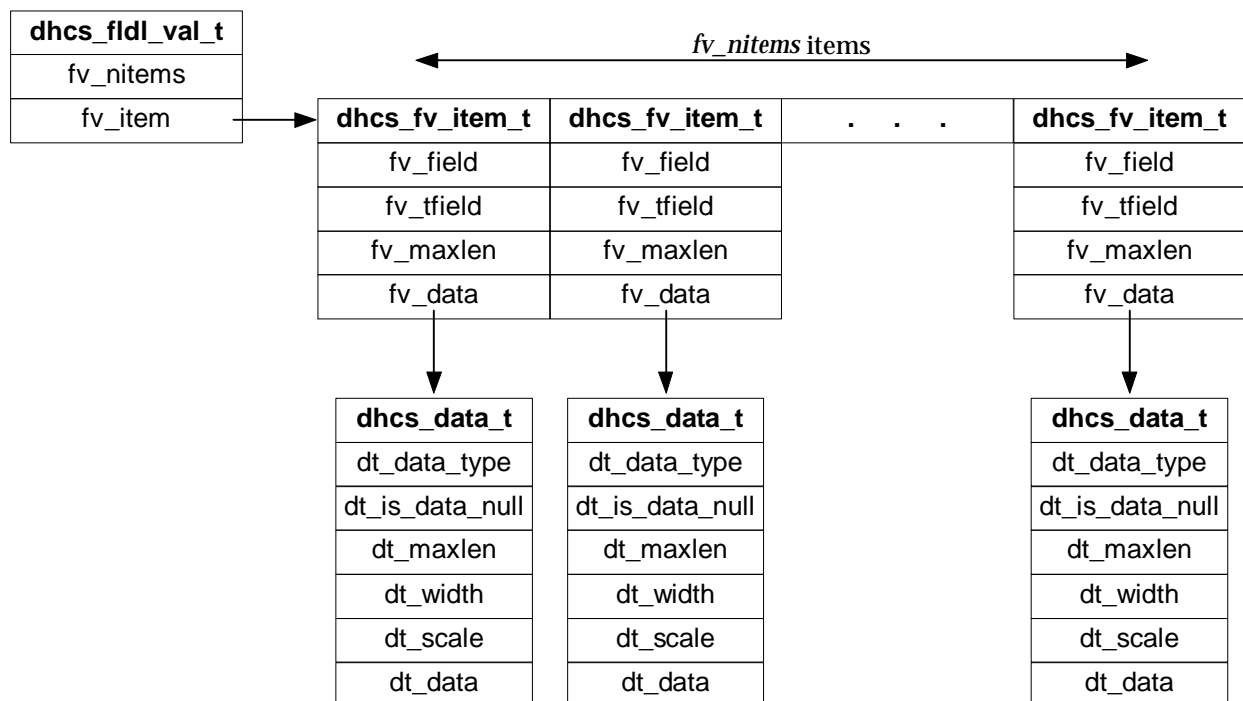 dhcs_fldl_val_t
fv_nitems
fv_item
fv_nitems items
dhcs_fv_item_t dhcs_fv_item_t . . . dhcs_fv_item_t
fv_field fv_field fv_field
fv_tfield fv_tfield fv_tfield
fv_maxlen fv_maxlen fv_maxlen
fv_data fv_data fv_data
dhcs_data_t dhcs_data_t dhcs_data_t
dt_data_type dt_data_type dt_data_type
dt_is_data_null dt_is_data_null dt_is_data_null
dt_maxlen dt_maxlen dt_maxlen
dt_width dt_width dt_width
dt_scale dt_scale dt_scale
dt_data dt_data dt_data